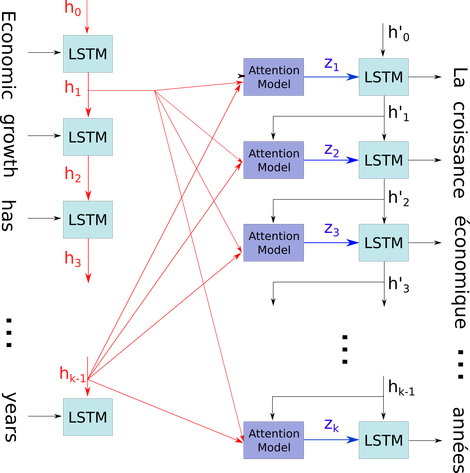 Economic growth has ... years
h0
LSTM
h1
LSTM
h2
LSTM
h3
hk-1
LSTM
Attention
Model
z1
h'0
LSTM
h'1
Attention
Model
z2
LSTM
h'2
Attention
Model
z3
LSTM
h'3
...
hk-1
Attention
Model
zk
LSTM
La croissance économique ... années